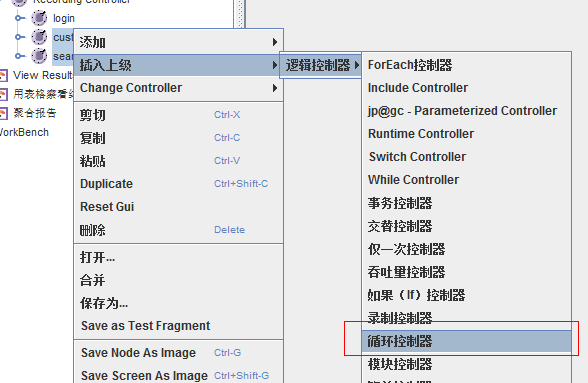 Recording Controller
login
cust
sear
View Results
用表格察看结
聚合报告
WorkBench
添加
插入上级
Change Controller
剪切 Ctrl-X
复制 Ctrl-C
粘贴 Ctrl-V
Duplicate Ctrl+Shift-C
Reset Gui
删除 Delete
打开...
合并
保存为...
Save as Test Fragment
Save Node As Image Ctrl-G
Save Screen As Image Ctrl+Shift-G
逻辑控制器
ForEach控制器
Include Controller
jp@gc - Parameterized Controller
Runtime Controller
Switch Controller
While Controller
事务控制器
交替控制器
仅一次控制器
吞吐量控制器
如果（If）控制器
录制控制器
循环控制器
模块控制器